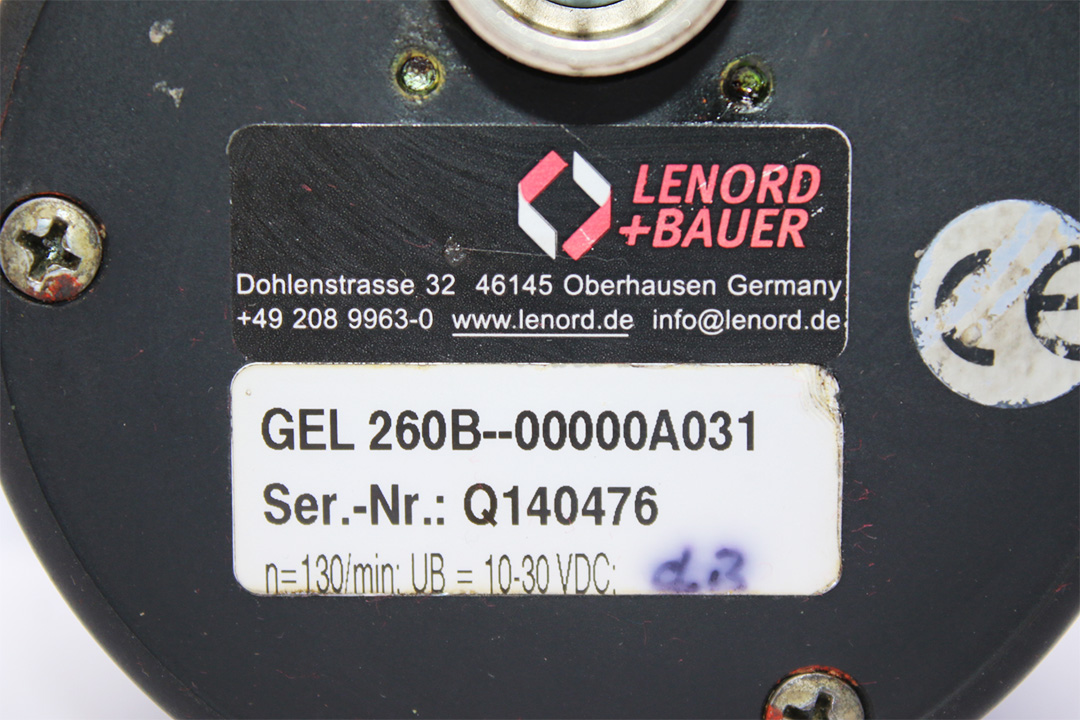 LENORD
+BAUER
Dohlenstrasse 32 46145 Oberhausen Germany
+49 208 9963-0 www.lenord.de info@lenord.de
CE
GEL 260B--00000A031
Ser.-Nr.: Q140476
n=130/min; UB = 10-30 VDC;